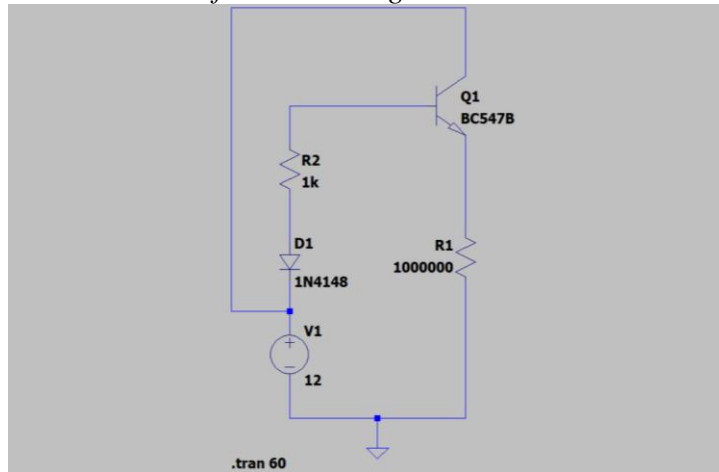 Q1
BC547B
R2
1k
D1
1N4148
R1
1000000
V1
+
−
12
.tran 60